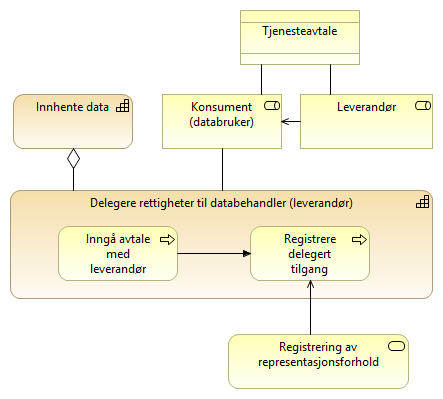 Tjenesteavtale
Innhente data
Konsument
(databruker)
Leverandør
Delegere rettigheter til databehandler (leverandør)
Inngå avtale
med
leverandør
Registrere
delegert
tilgang
Registrering av
representasjonsforhold